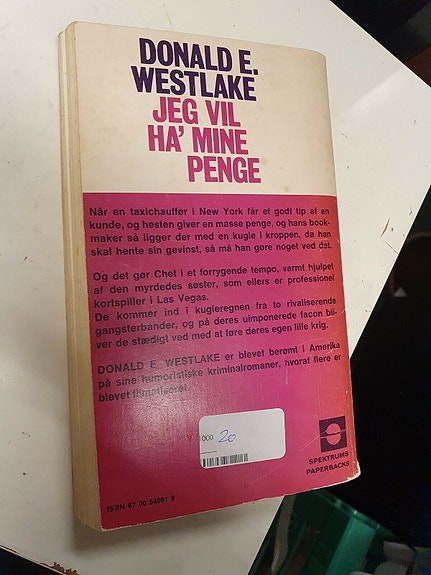 DONALD E.
WESTLAKE
JEG VIL
HA' MINE
PENGE
Når en taxichauffør i New York får et godt tip af en
kunde, og hesten giver en masse penge, og hans book-
maker så ligger der med en kugle i kroppen, da han
skal hente sin gevinst, så må han gøre noget ved det.
Og det gør Chet i et forrygende tempo, varmt hjulpet
af den myrdedes søster, som ellers er professionel
kortspiller i Las Vegas.
De kommer ind i kugleregnen fra to rivaliserende
gangsterbander, og på deres uimponerede facon bli-
ver de stædigt ved med at føre deres egen lille krig.
DONALD E. WESTLAKE er blevet berømt i Amerika
på sine humoristiske kriminalromaner, hvoraf flere er
blevet filmatiseret.
1000 20
SPEKTRUMS
PAPERBACKS
ISBN 87 00 54081 9